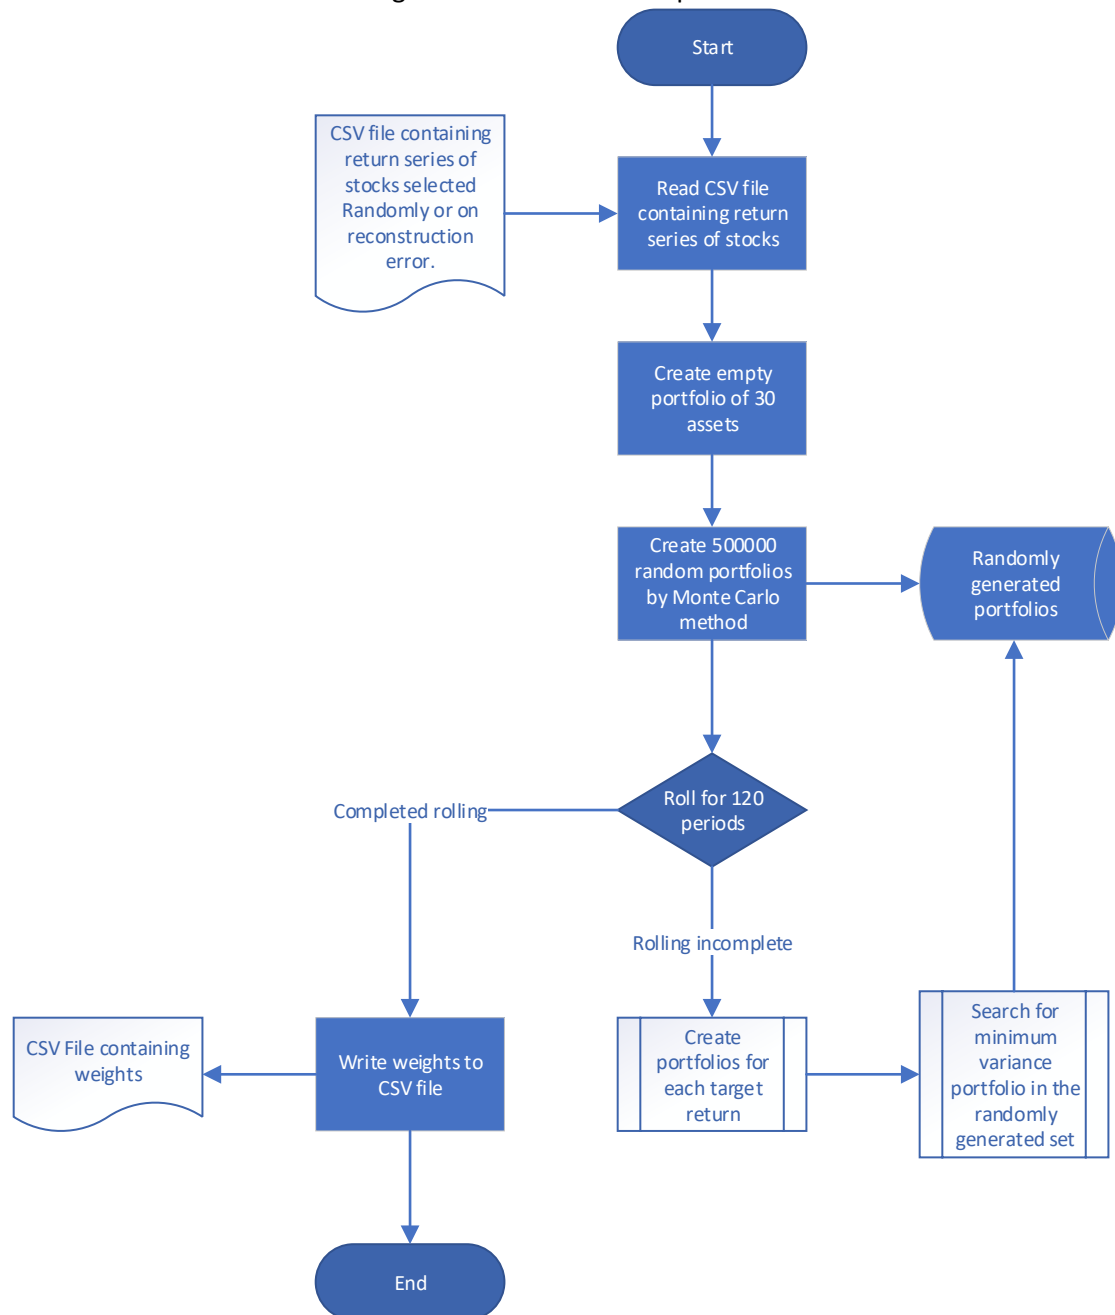 Start
CSV file containing
return series of
stocks selected
Randomly or on
reconstruction
error.
Read CSV file
containing return
series of stocks
Create empty
portfolio of 30
assets
Create 500000
random portfolios
by Monte Carlo
method
Randomly
generated
portfolios
Roll for 120
periods
Completed rolling
Rolling incomplete
CSV File containing
weights
Write weights to
CSV file
Create
portfolios for
each target
return
Search for
minimum
variance
portfolio in the
randomly
generated set
End